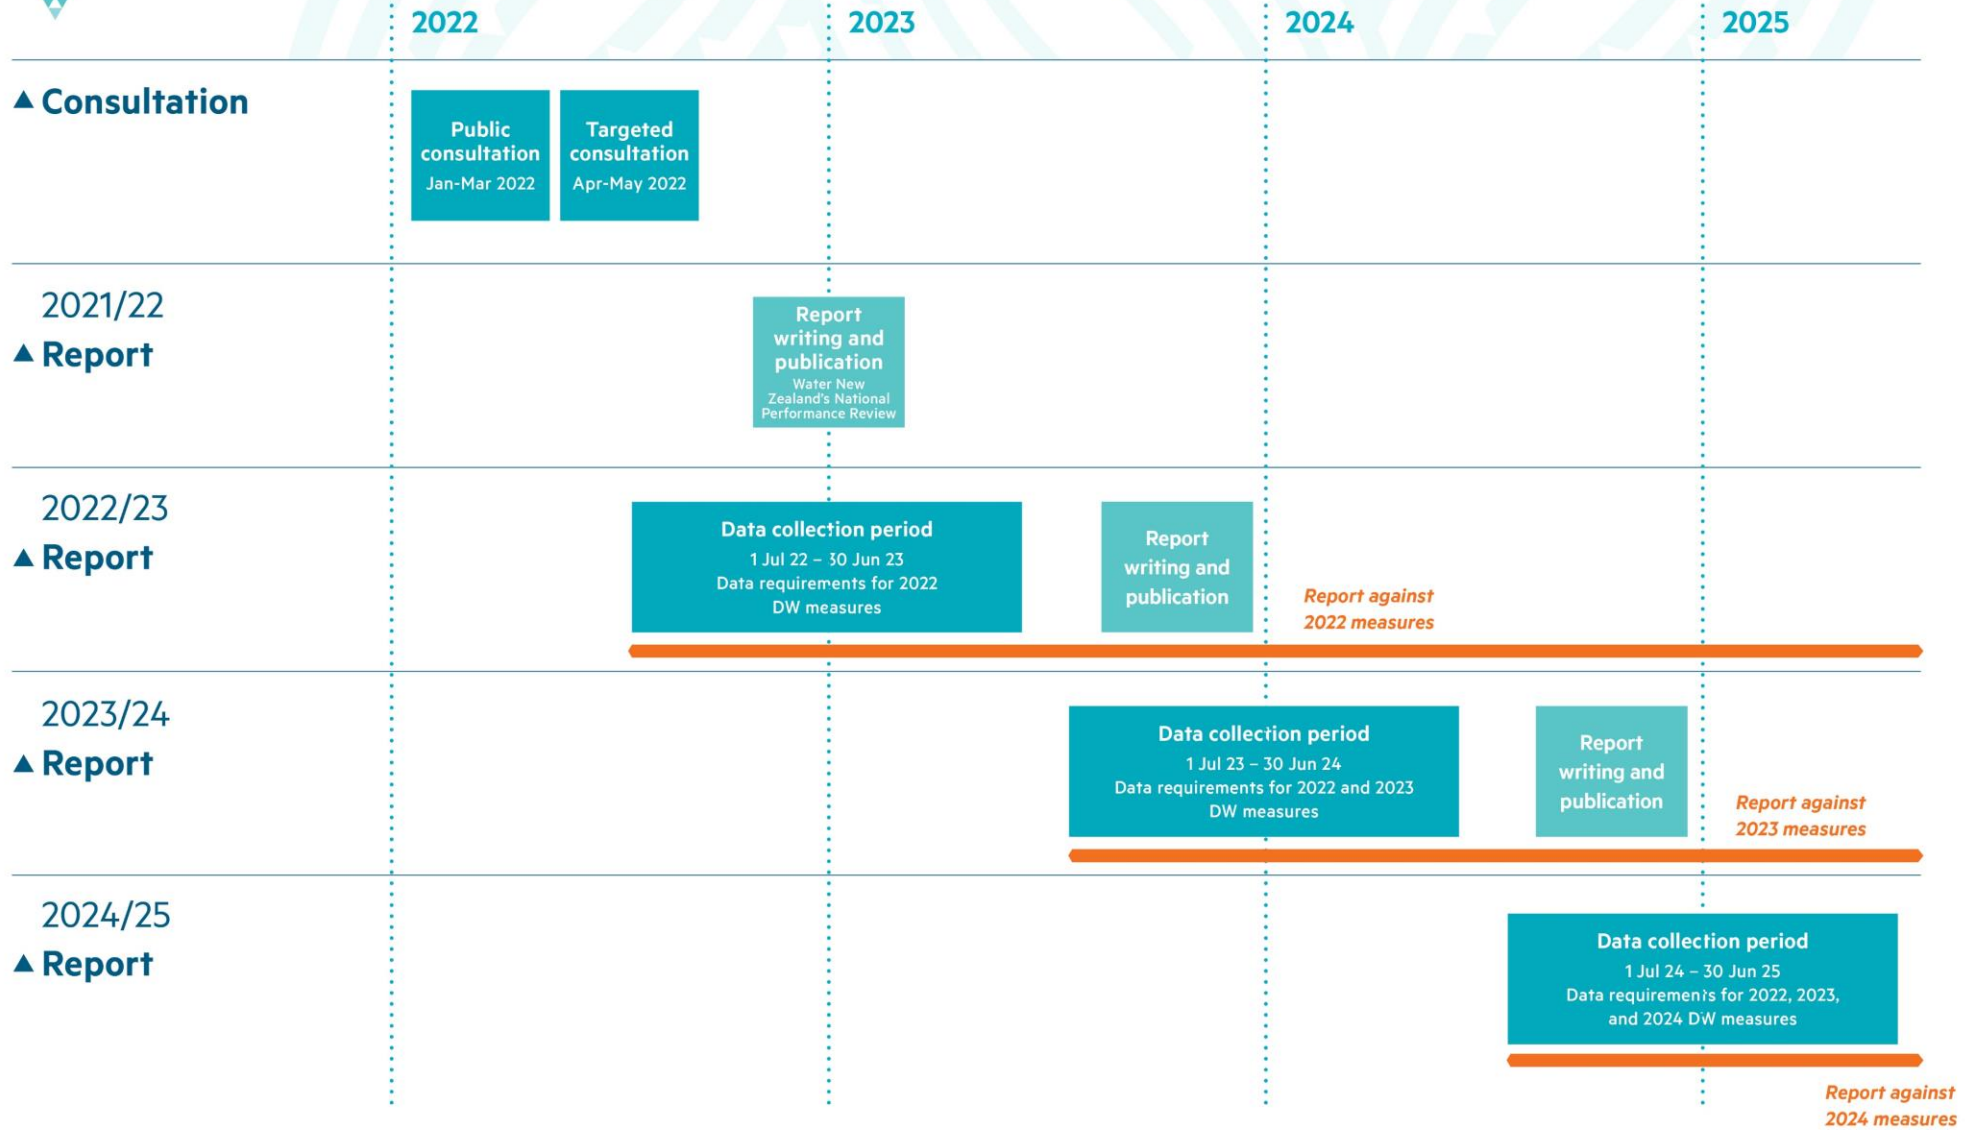 2022
2023
2024
2025
Consultation
Public
consultation
Jan-Mar 2022
Targeted
consultation
Apr-May 2022
2021/22
Report
Report
writing and
publication
Water New
Zealand's National
Performance Review
2022/23
Report
Data collection period
1 Jul 22 – 30 Jun 23
Data requirements for 2022
DW measures
Report
writing and
publication
Report against
2022 measures
2023/24
Report
Data collection period
1 Jul 23 – 30 Jun 24
Data requirements for 2022 and 2023
DW measures
Report
writing and
publication
Report against
2023 measures
2024/25
Report
Data collection period
1 Jul 24 – 30 Jun 25
Data requirements for 2022, 2023,
and 2024 DW measures
Report against
2024 measures